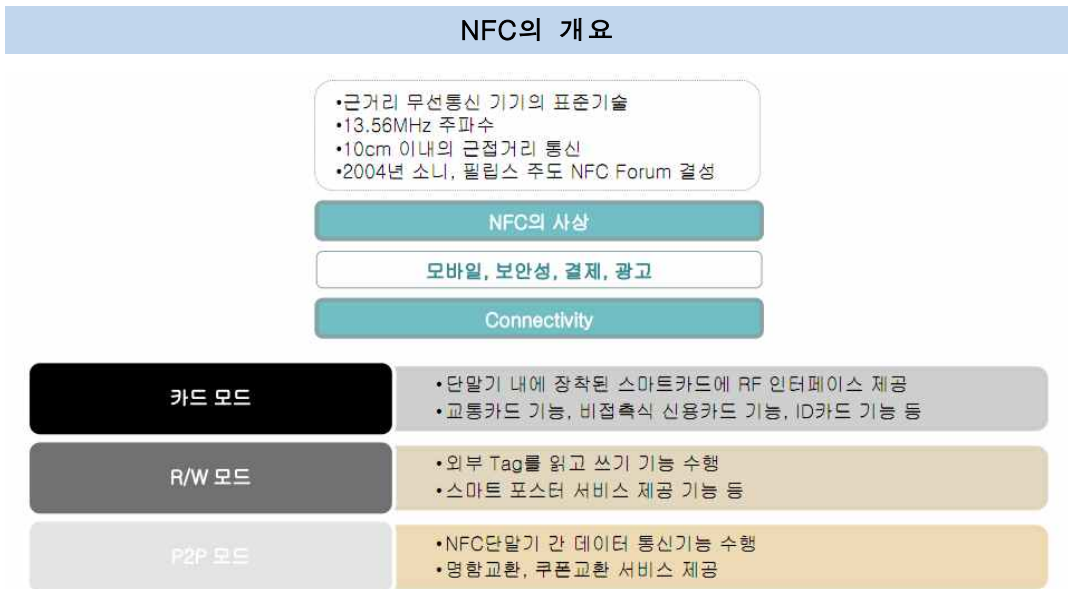 NFC의 개요
•근거리 무선통신 기기의 표준기술
•13.56MHz 주파수
•10cm 이내의 근접거리 통신
•2004년 소니, 필립스 주도 NFC Forum 결성
NFC의 사상
모바일, 보안성, 결제, 광고
Connectivity
카드 모드
•단말기 내에 장착된 스마트카드에 RF 인터페이스 제공
•교통카드 기능, 비접촉식 신용카드 기능, ID카드 기능 등
R/W 모드
•외부 Tag를 읽고 쓰기 기능 수행
•스마트 포스터 서비스 제공 기능 등
P2P 모드
•NFC단말기 간 데이터 통신기능 수행
•명함교환, 쿠폰교환 서비스 제공